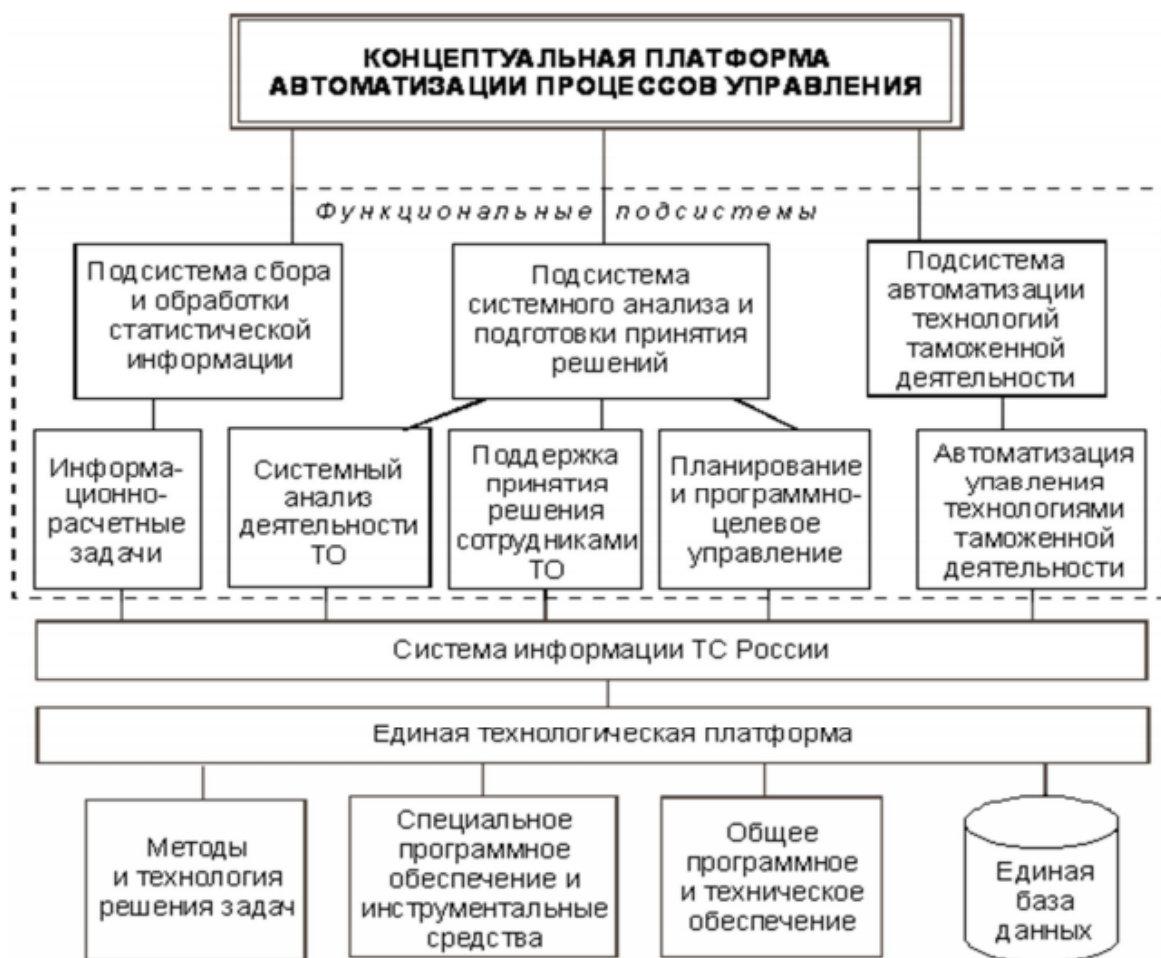 КОНЦЕПТУАЛЬНАЯ ПЛАТФОРМА
АВТОМАТИЗАЦИИ ПРОЦЕССОВ УПРАВЛЕНИЯ
Функциональные подсистемы
Подсистема сбора
и обработки
статистической
информации
Подсистема
системного анализа и
подготовки принятия
решений
Подсистема
автоматизации
технологий
таможенной
деятельности
Информа-
ционно-
расчетные
задачи
Системный
анализ
деятельности
ТО
Поддержка
принятия
решения
сотрудниками
ТО
Планирование
и программно-
целевое
управление
Автоматизация
упавления
технологиями
таможенной
деятельности
Система информации ТС России
Единая технологическая платформа
Методы
и технология
решения задач
Специальное
программное
обеспечение и
инструментальные
средства
Общее
программное
и техническое
обеспечение
Единая
база
данных